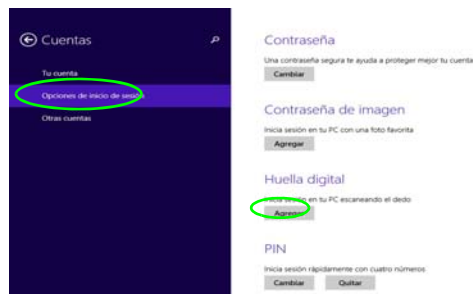 Cuentas
Tu cuenta
Opciones de inicio de sesión
Otras cuentas
Contraseña
Una contraseña segura te ayuda a proteger mejor tu cuenta
Cambiar
Contraseña de imagen
Inicia sesión en tu PC con una foto favorita
Agregar
Huella digital
Inicia sesión en tu PC escaneando el dedo
Agregar
PIN
Inicia sesión rápidamente con cuatro números
Cambiar Quitar